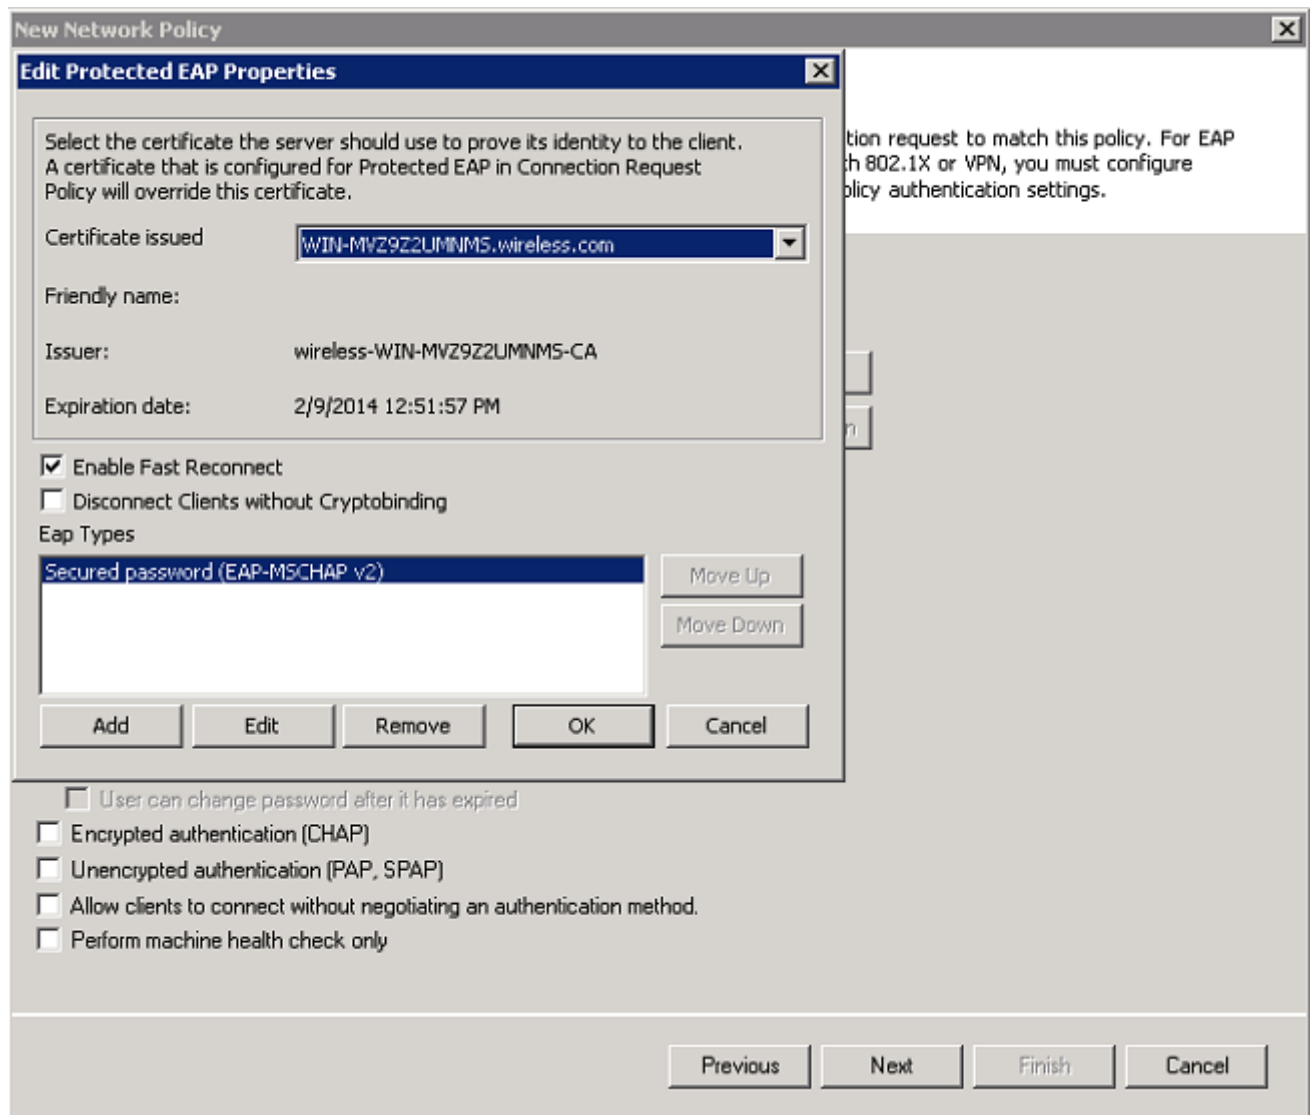 New Network Policy
Edit Protected EAP Properties
Select the certificate the server should use to prove its identity to the client.
A certificate that is configured for Protected EAP in Connection Request
Policy will override this certificate.
tion request to match this policy. For EAP
h 802.1X or VPN, you must configure
olicy authentication settings.
Certificate issued
WIN-MVZ9Z2UMNMS.wireless.com
Friendly name:
Issuer:
wireless-WIN-MVZ9Z2UMNMS-CA
Expiration date:
2/9/2014 12:51:57 PM
n
Enable Fast Reconnect
Disconnect Clients without Cryptobinding
Eap Types
Secured password (EAP-MSCHAP v2)
Move Up
Move Down
Add
Edit
Remove
OK
Cancel
User can change password after it has expired
Encrypted authentication (CHAP)
Unencrypted authentication (PAP, SPAP)
Allow clients to connect without negotiating an authentication method.
Perform machine health check only
Previous
Next
Finish
Cancel